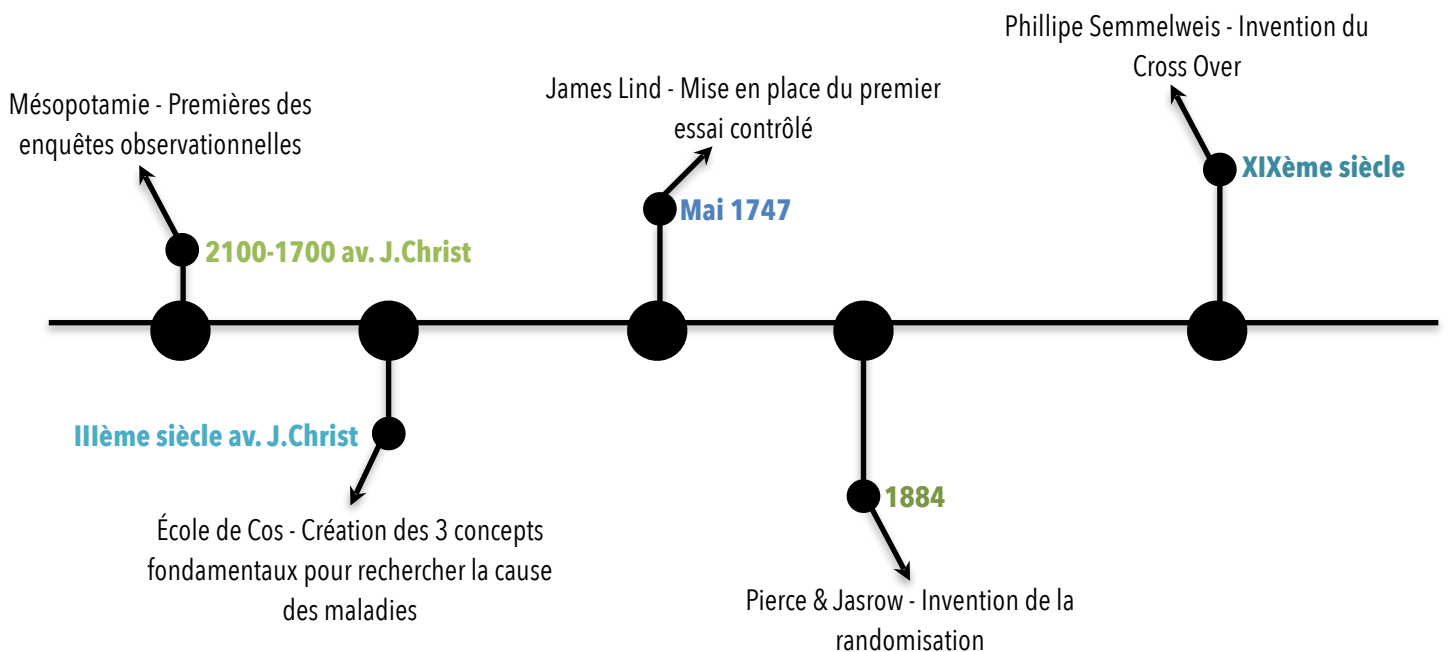 Mésopotamie - Premières des
enquêtes observationnelles
2100-1700 av. J.Christ
IIIème siècle av. J.Christ
École de Cos - Création des 3 concepts
fondamentaux pour rechercher la cause
des maladies
James Lind - Mise en place du premier
essai contrôlé
Mai 1747
1884
Pierce & Jasrow - Invention de la
randomisation
Phillipe Semmelweis - Invention du
Cross Over
XIXème siècle